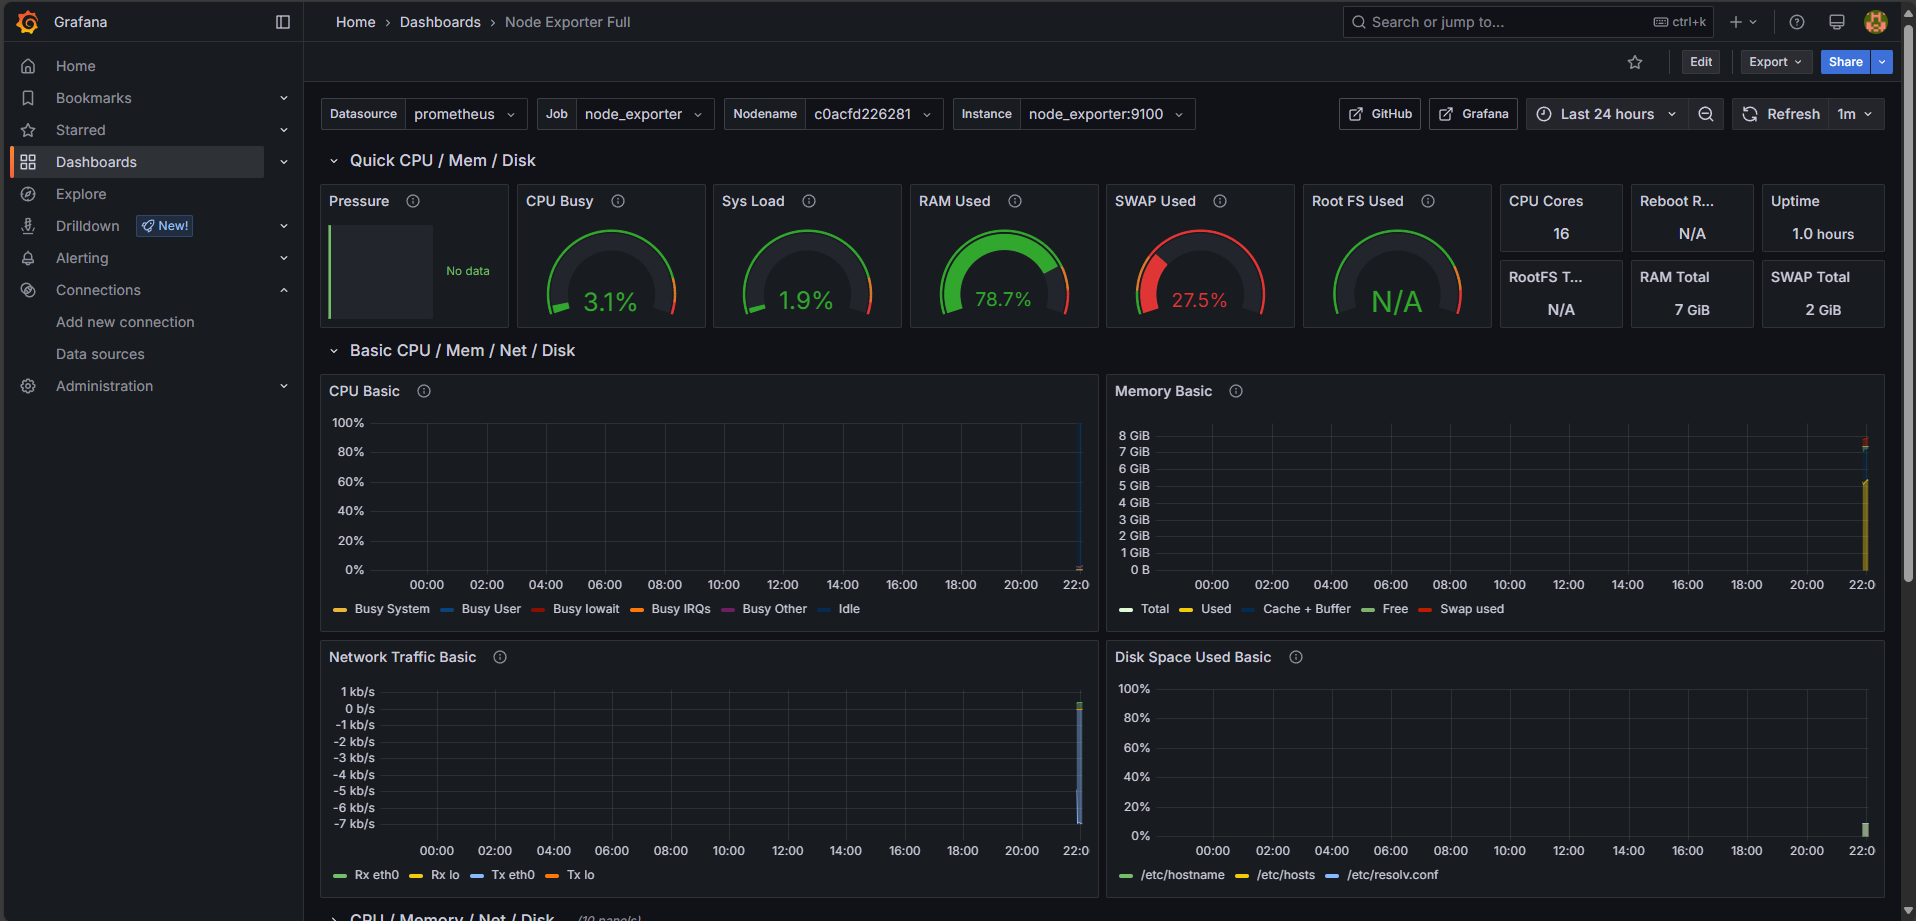 Grafana
Home › Dashboards › Node Exporter Full
Search or jump to...
ctrl+k
Home
Bookmarks
Starred
Dashboards
Explore
Drilldown New!
Alerting
Connections
Add new connection
Data sources
Administration
Edit
Export
Share
Datasource prometheus
Job node_exporter
Nodename c0acfd226281
Instance node_exporter:9100
GitHub
Grafana
Last 24 hours
Refresh 1m
Quick CPU / Mem / Disk
Pressure
No data
CPU Busy
3.1%
Sys Load
1.9%
RAM Used
78.7%
SWAP Used
27.5%
Root FS Used
N/A
CPU Cores
16
Reboot R...
N/A
Uptime
1.0 hours
RootFS T...
N/A
RAM Total
7 GiB
SWAP Total
2 GiB
Basic CPU / Mem / Net / Disk
CPU Basic
100%
80%
60%
40%
20%
0%
00:00 02:00 04:00 06:00 08:00 10:00 12:00 14:00 16:00 18:00 20:00 22:0
Busy System Busy User Busy Iowait Busy IRQs Busy Other Idle
Memory Basic
8 GiB
7 GiB
6 GiB
5 GiB
4 GiB
3 GiB
2 GiB
1 GiB
0 B
00:00 02:00 04:00 06:00 08:00 10:00 12:00 14:00 16:00 18:00 20:00 22:0
Total Used Cache + Buffer Free Swap used
Network Traffic Basic
1 kb/s
0 b/s
-1 kb/s
-2 kb/s
-3 kb/s
-4 kb/s
-5 kb/s
-6 kb/s
-7 kb/s
00:00 02:00 04:00 06:00 08:00 10:00 12:00 14:00 16:00 18:00 20:00 22:0
Rx eth0 Rx lo Tx eth0 Tx lo
Disk Space Used Basic
100%
80%
60%
40%
20%
0%
00:00 02:00 04:00 06:00 08:00 10:00 12:00 14:00 16:00 18:00 20:00 22:0
/etc/hostname /etc/hosts /etc/resolv.conf
CPU / Memory / Net / Disk (10 panels)